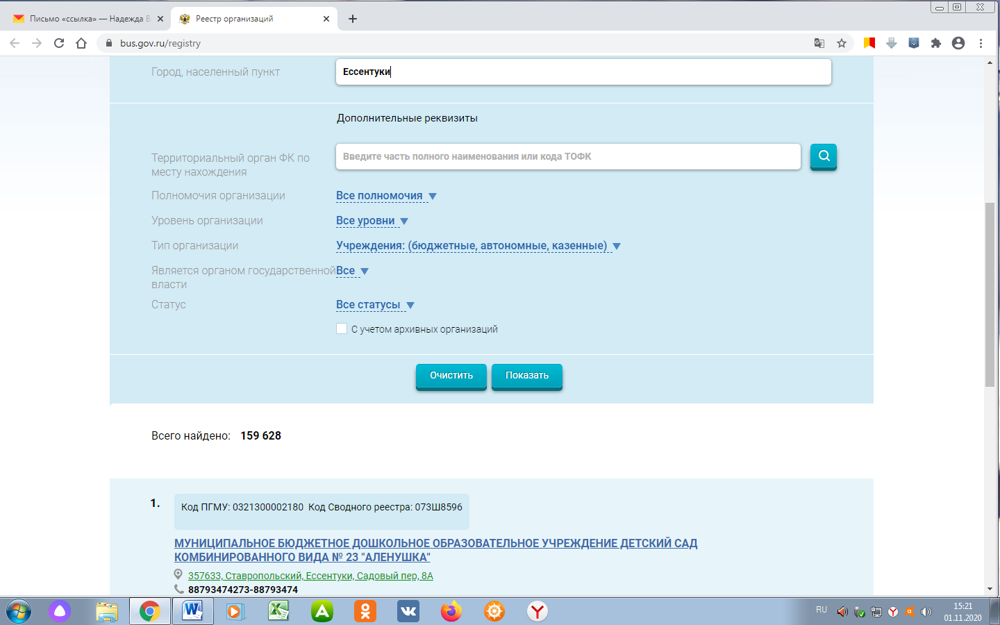 Письмо «ссылка» — Надежда В
Реестр организаций
bus.gov.ru/registry
Город, населенный пункт
Ессентуки
Дополнительные реквизиты
Территориальный орган ФК по
месту нахождения
Введите часть полного наименования или кода ТОФК
Полномочия организации
Все полномочия
Уровень организации
Все уровни
Тип организации
Учреждения: (бюджетные, автономные, казенные)
Является органом государственной
власти
Все
Статус
Все статусы
С учетом архивных организаций
Очистить
Показать
Всего найдено: 159 628
1.
Код ПГМУ: 0321300002180 Код Сводного реестра: 073Ш8596
МУНИЦИПАЛЬНОЕ БЮДЖЕТНОЕ ДОШКОЛЬНОЕ ОБРАЗОВАТЕЛЬНОЕ УЧРЕЖДЕНИЕ ДЕТСКИЙ САД
КОМБИНИРОВАННОГО ВИДА № 23 "АЛЕНУШКА"
357633, Ставропольский, Ессентуки, Садовый пер, 8А
88793474273-88793474
RU
15:21
01.11.2020